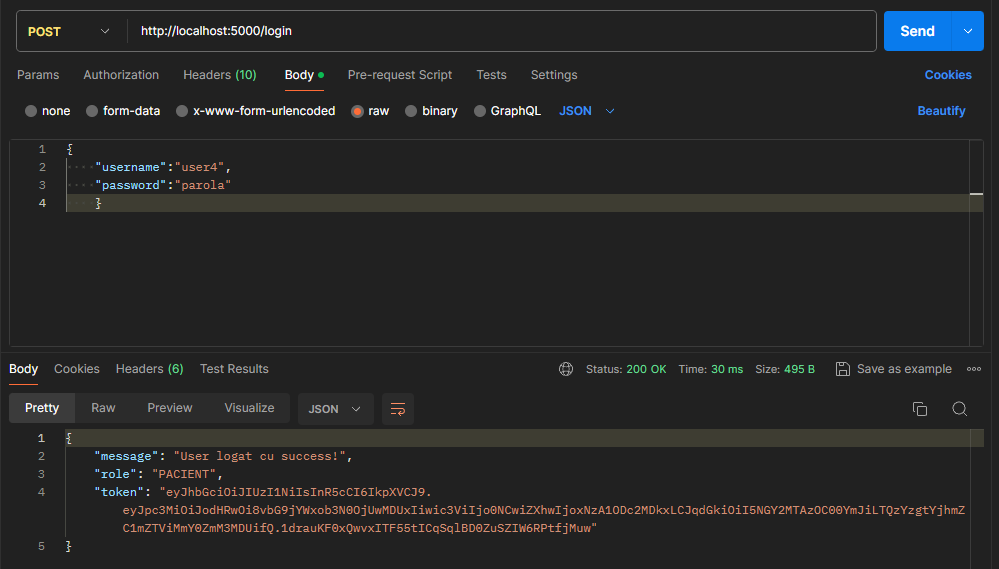 POST http://localhost:5000/login Send
Params Authorization Headers (10) Body Pre-request Script Tests Settings Cookies
none form-data x-www-form-urlencoded raw binary GraphQL JSON Beautify
1 {
2 "username":"user4",
3 "password":"parola"
4 }
Body Cookies Headers (6) Test Results Status: 200 OK Time: 30 ms Size: 495 B Save as example
Pretty Raw Preview Visualize JSON
1 {
2 "message": "User logat cu success!",
3 "role": "PACIENT",
4 "token": "eyJhbGciOiJIUzI1NiIsInR5cCI6IkpXVCJ9.
eyJpc3MiOiJodHRwOi8vbG9jYWxob3N0OjUwMDUxIiwic3ViIjo0NCwiZXhwIjoxNzA1ODc2MDkxLCJqdGkiOiI5NGY2MTAzOC00YmJiLTQzYzgtYjhmZ
C1mZTViMmY0ZmM3MDUifQ.1drauKF0xQwvxITF55tICqSqlBD0ZuSZIW6RPtfjMuw"
5 }